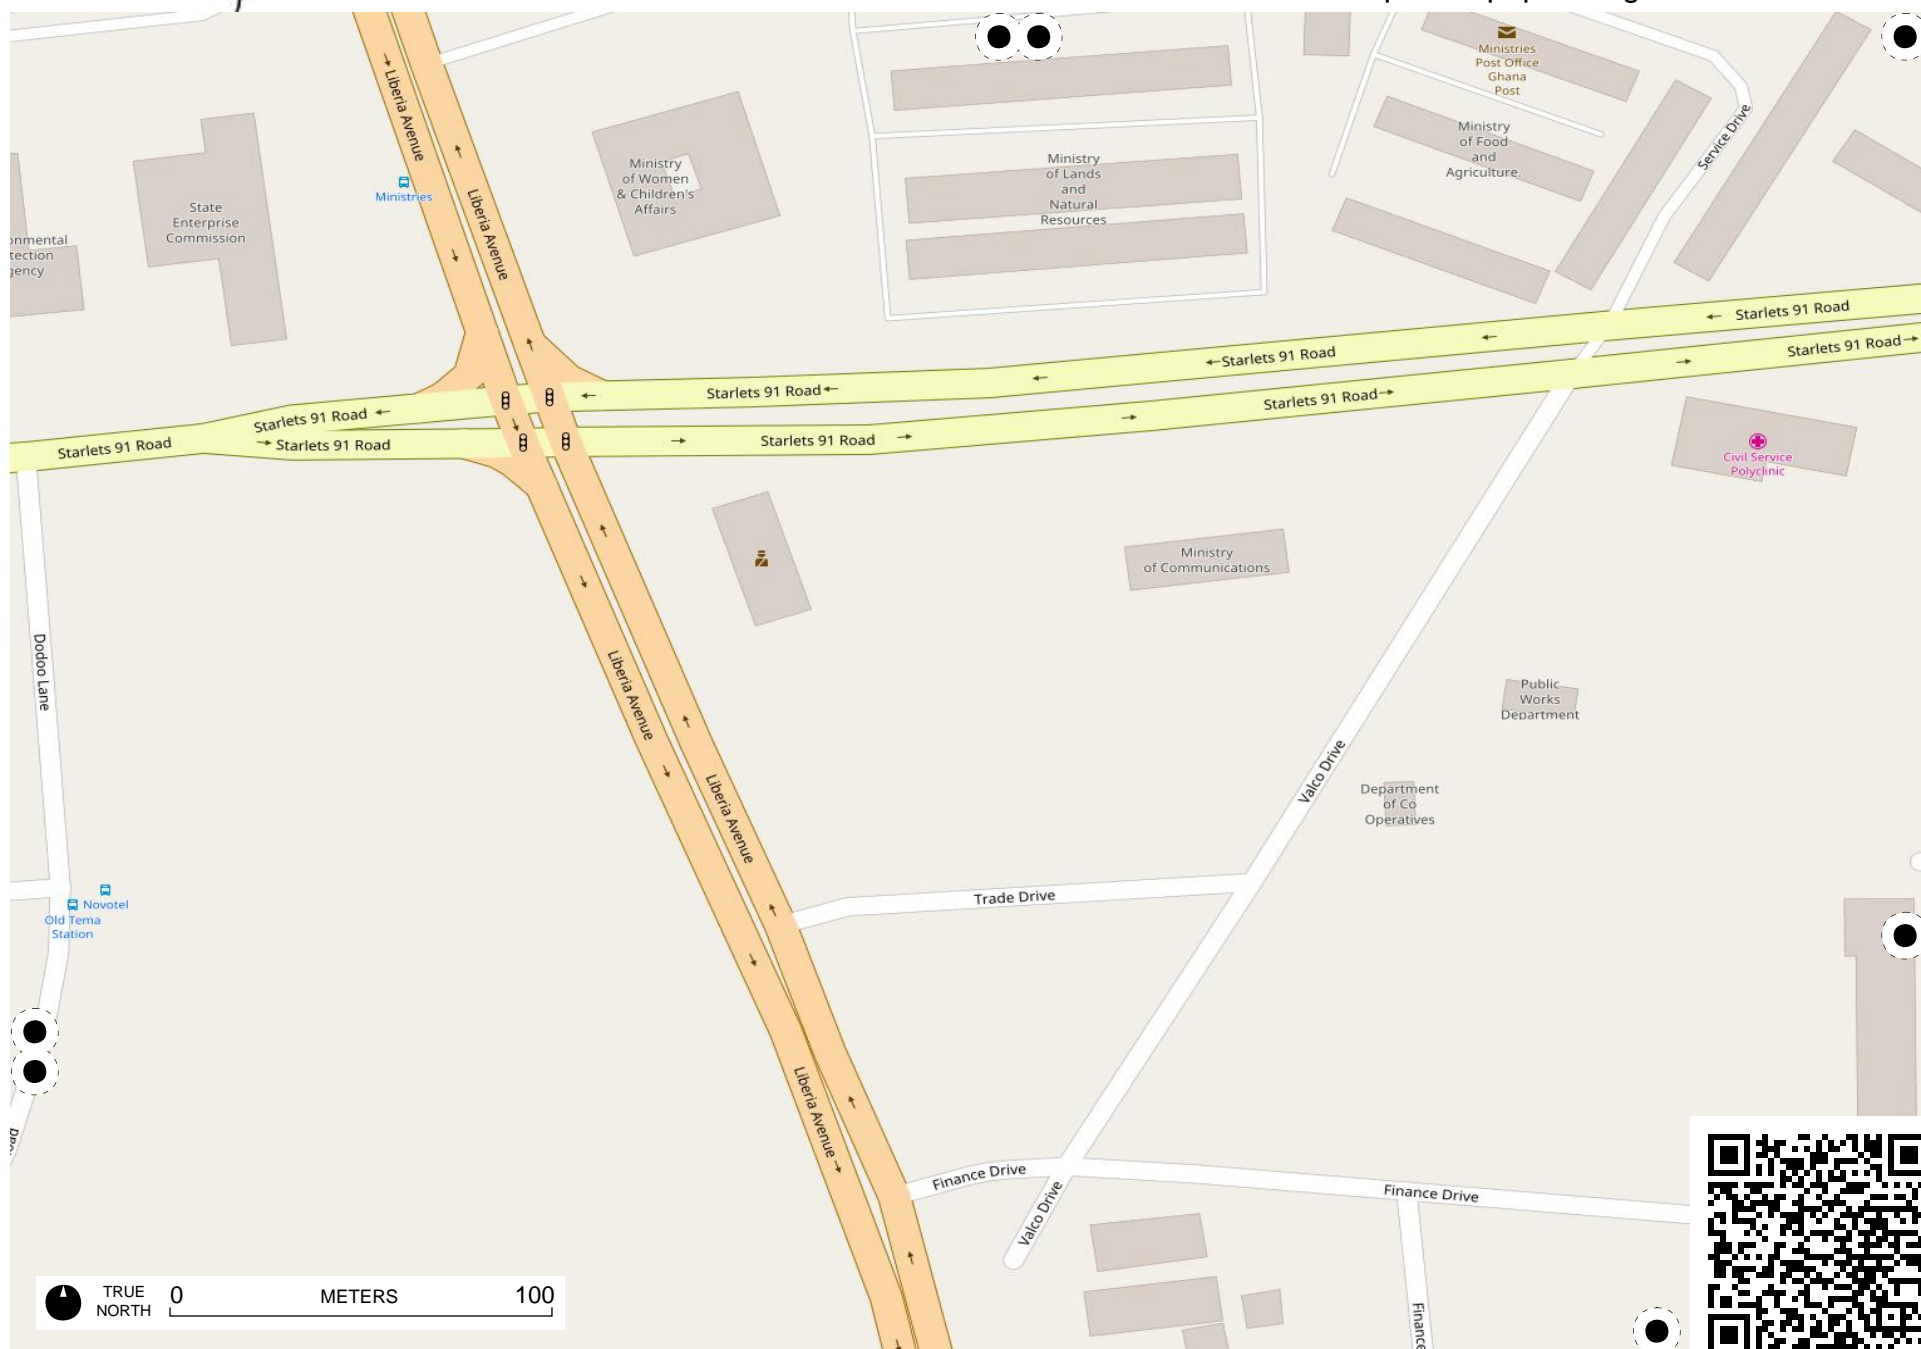 Ministries
Post Office
Ghana
Post
Liberia Avenue
Service Drive
Ministry
of Food
and
Agriculture.
Ministry
of Women
& Children's
Affairs
Ministry
of Lands
and
Natural
Resources
Ministries
State
Enterprise
Commission
Liberia Avenue
onmental
tection
gency
Starlets 91 Road
Starlets 91 Road
Starlets 91 Road
Starlets 91 Road
Starlets 91 Road
Starlets 91 Road
Starlets 91 Road
Starlets 91 Road
Starlets 91 Road
Civil Service
Polyclinic
Ministry
of Communications
Dodoo Lane
Liberia Avenue
Public
Works
Department
Valco Drive
Liberia Avenue
Department
of Co
Operatives
Trade Drive
Novotel
Old Tema
Station
Liberia Avenue
Finance Drive
Finance Drive
Valco Drive
TRUE
NORTH
0
METERS
100
Finance